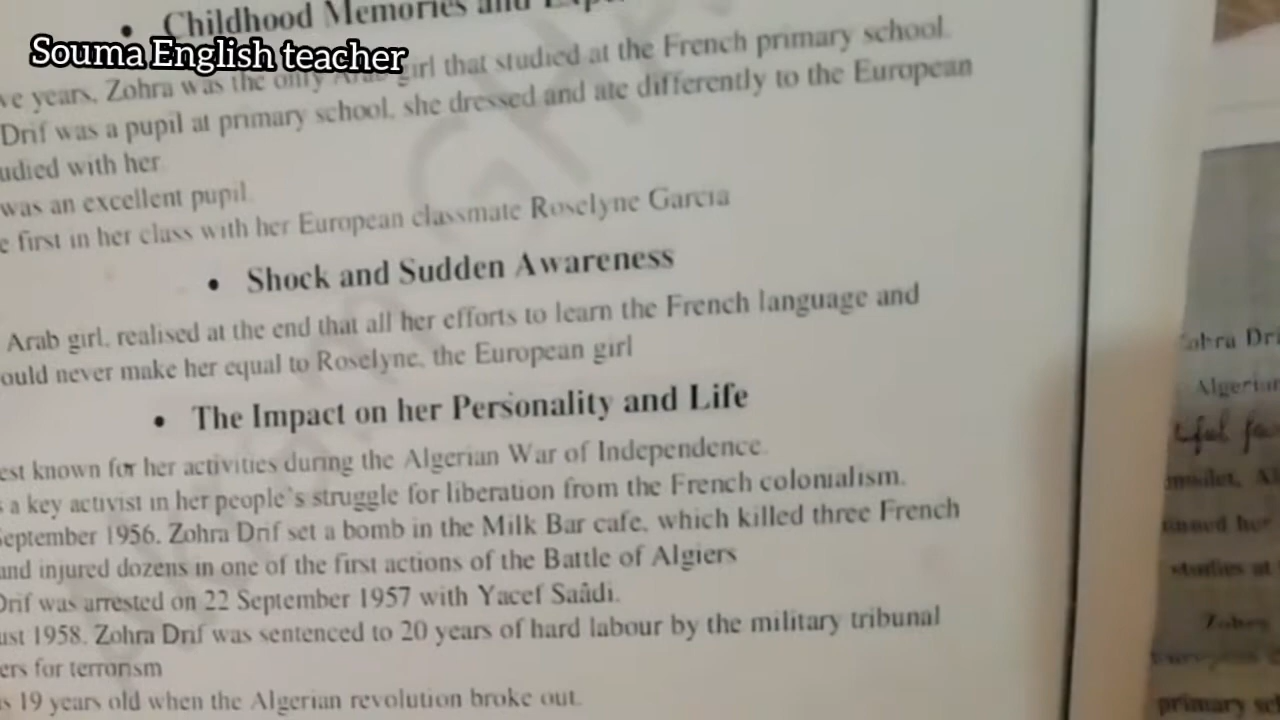 • Childhood Memories and
Souma English teacher
ve years, Zohra was the only Arab girl that studied at the French primary school.
Drif was a pupil at primary school, she dressed and ate differently to the European
udied with her
was an excellent pupil.
e first in her class with her European classmate Roselyne Garcia
• Shock and Sudden Awareness
Arab girl, realised at the end that all her efforts to learn the French language and
ould never make her equal to Roselyne, the European girl
• The Impact on her Personality and Life
est known for her activities during the Algerian War of Independence.
s a key activist in her people's struggle for liberation from the French colonialism.
September 1956, Zohra Drif set a bomb in the Milk Bar cafe, which killed three French
and injured dozens in one of the first actions of the Battle of Algiers
Drif was arrested on 22 September 1957 with Yacef Saâdi.
ust 1958, Zohra Drif was sentenced to 20 years of hard labour by the military tribunal
ers for terrorism
s 19 years old when the Algerian revolution broke out.
ohra Dri
Algerian
studies at
Zohra
primary sc